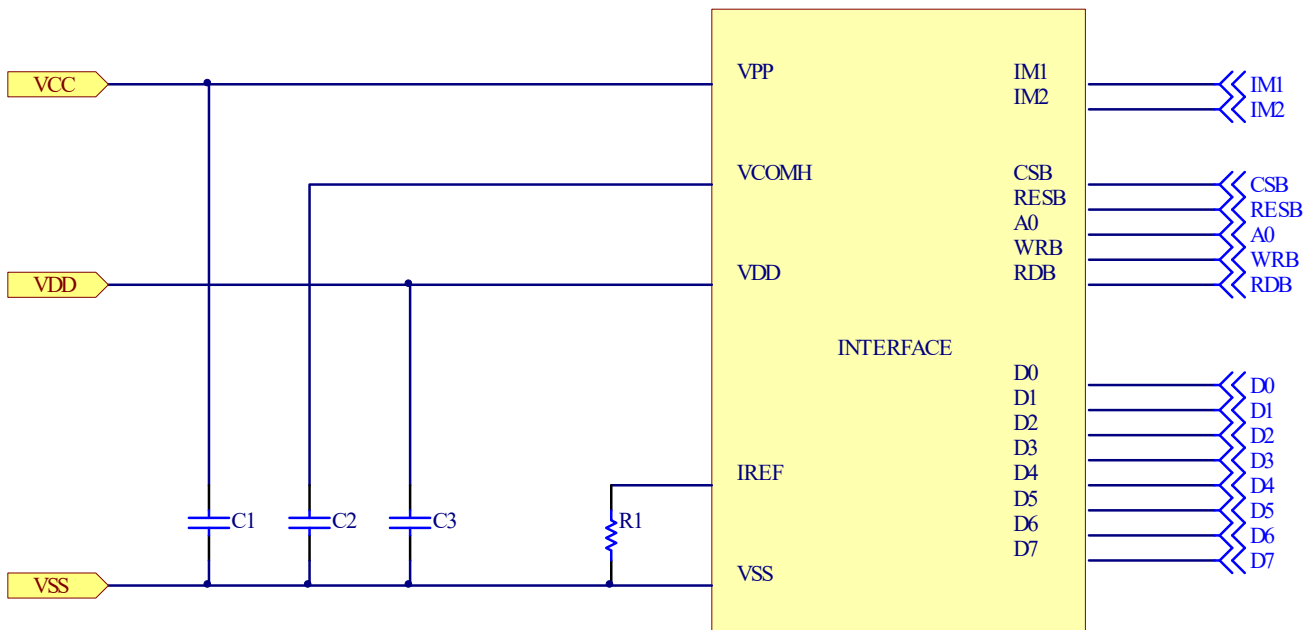 VCC
VPP
IM1
IM1
IM2
IM2
VCOMH
CSB
CSB
RESB
RESB
A0
A0
WRB
WRB
VDD
VDD
RDB
RDB
INTERFACE
D0
D0
D1
D1
D2
D2
D3
D3
IREF
D4
D4
D5
D5
C1
C2
C3
R1
D6
D6
D7
D7
VSS
VSS